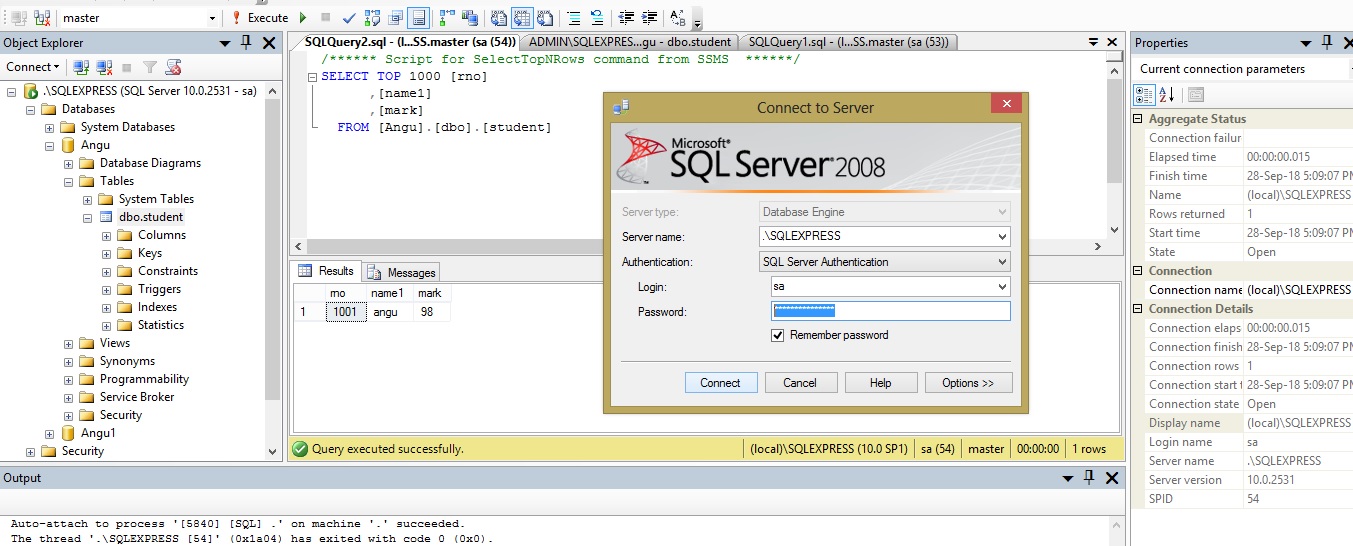 master
Execute
Object Explorer
Connect
.\SQLEXPRESS (SQL Server 10.0.2531 - sa)
Databases
System Databases
Angu
Database Diagrams
Tables
System Tables
dbo.student
Columns
Keys
Constraints
Triggers
Indexes
Statistics
Views
Synonyms
Programmability
Service Broker
Security
Angu1
Security
SQLQuery2.sql - (l...SS.master (sa (54)) ADMIN\SQLEXPRES...gu - dbo.student SQLQuery1.sql - (l...SS.master (sa (53))
/****** Script for SelectTopNRows command from SSMS ******/
SELECT TOP 1000 [rno]
,[name1]
,[mark]
FROM [Angu].[dbo].[student]
Results Messages
rno name1 mark
1 1001 angu 98
Query executed successfully. (local)\SQLEXPRESS (10.0 SP1) sa (54) master 00:00:00 1 rows
Connect to Server
Microsoft®
SQL Server 2008
Server type: Database Engine
Server name: .\SQLEXPRESS
Authentication: SQL Server Authentication
Login: sa
Password: **************
Remember password
Connect Cancel Help Options >>
Properties
Current connection parameters
Aggregate Status
Connection failur
Elapsed time 00:00:00.015
Finish time 28-Sep-18 5:09:07 PM
Name (local)\SQLEXPRESS
Rows returned 1
Start time 28-Sep-18 5:09:07 PM
State Open
Connection
Connection name (local)\SQLEXPRESS
Connection Details
Connection elaps 00:00:00.015
Connection finish 28-Sep-18 5:09:07 PM
Connection rows 1
Connection start t 28-Sep-18 5:09:07 PM
Connection state Open
Display name (local)\SQLEXPRESS
Login name sa
Server name .\SQLEXPRESS
Server version 10.0.2531
SPID 54
Output
Auto-attach to process '[5840] [SQL] .' on machine '.' succeeded.
The thread '.\SQLEXPRESS [54]' (0x1a04) has exited with code 0 (0x0).